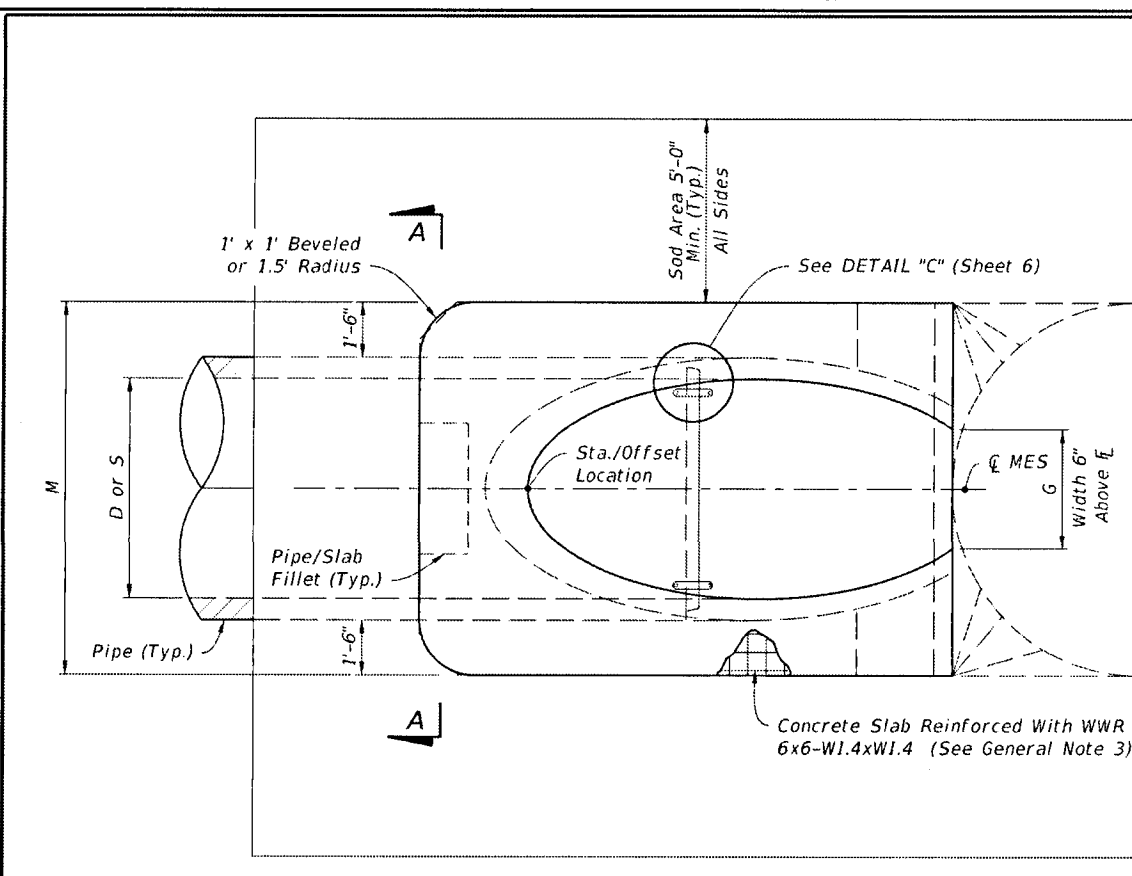 Sod Area 5'-0"
Min. (Typ.)
All Sides
A
1' x 1' Beveled
or 1.5' Radius
See DETAIL "C" (Sheet 6)
1'-6"
M
D or S
Sta./Offset
Location
℄ MES
G
Width 6"
Above F̲L̲
Pipe/Slab
Fillet (Typ.)
Pipe (Typ.)
1'-6"
A
Concrete Slab Reinforced With WWR
6x6-W1.4xW1.4 (See General Note 3)